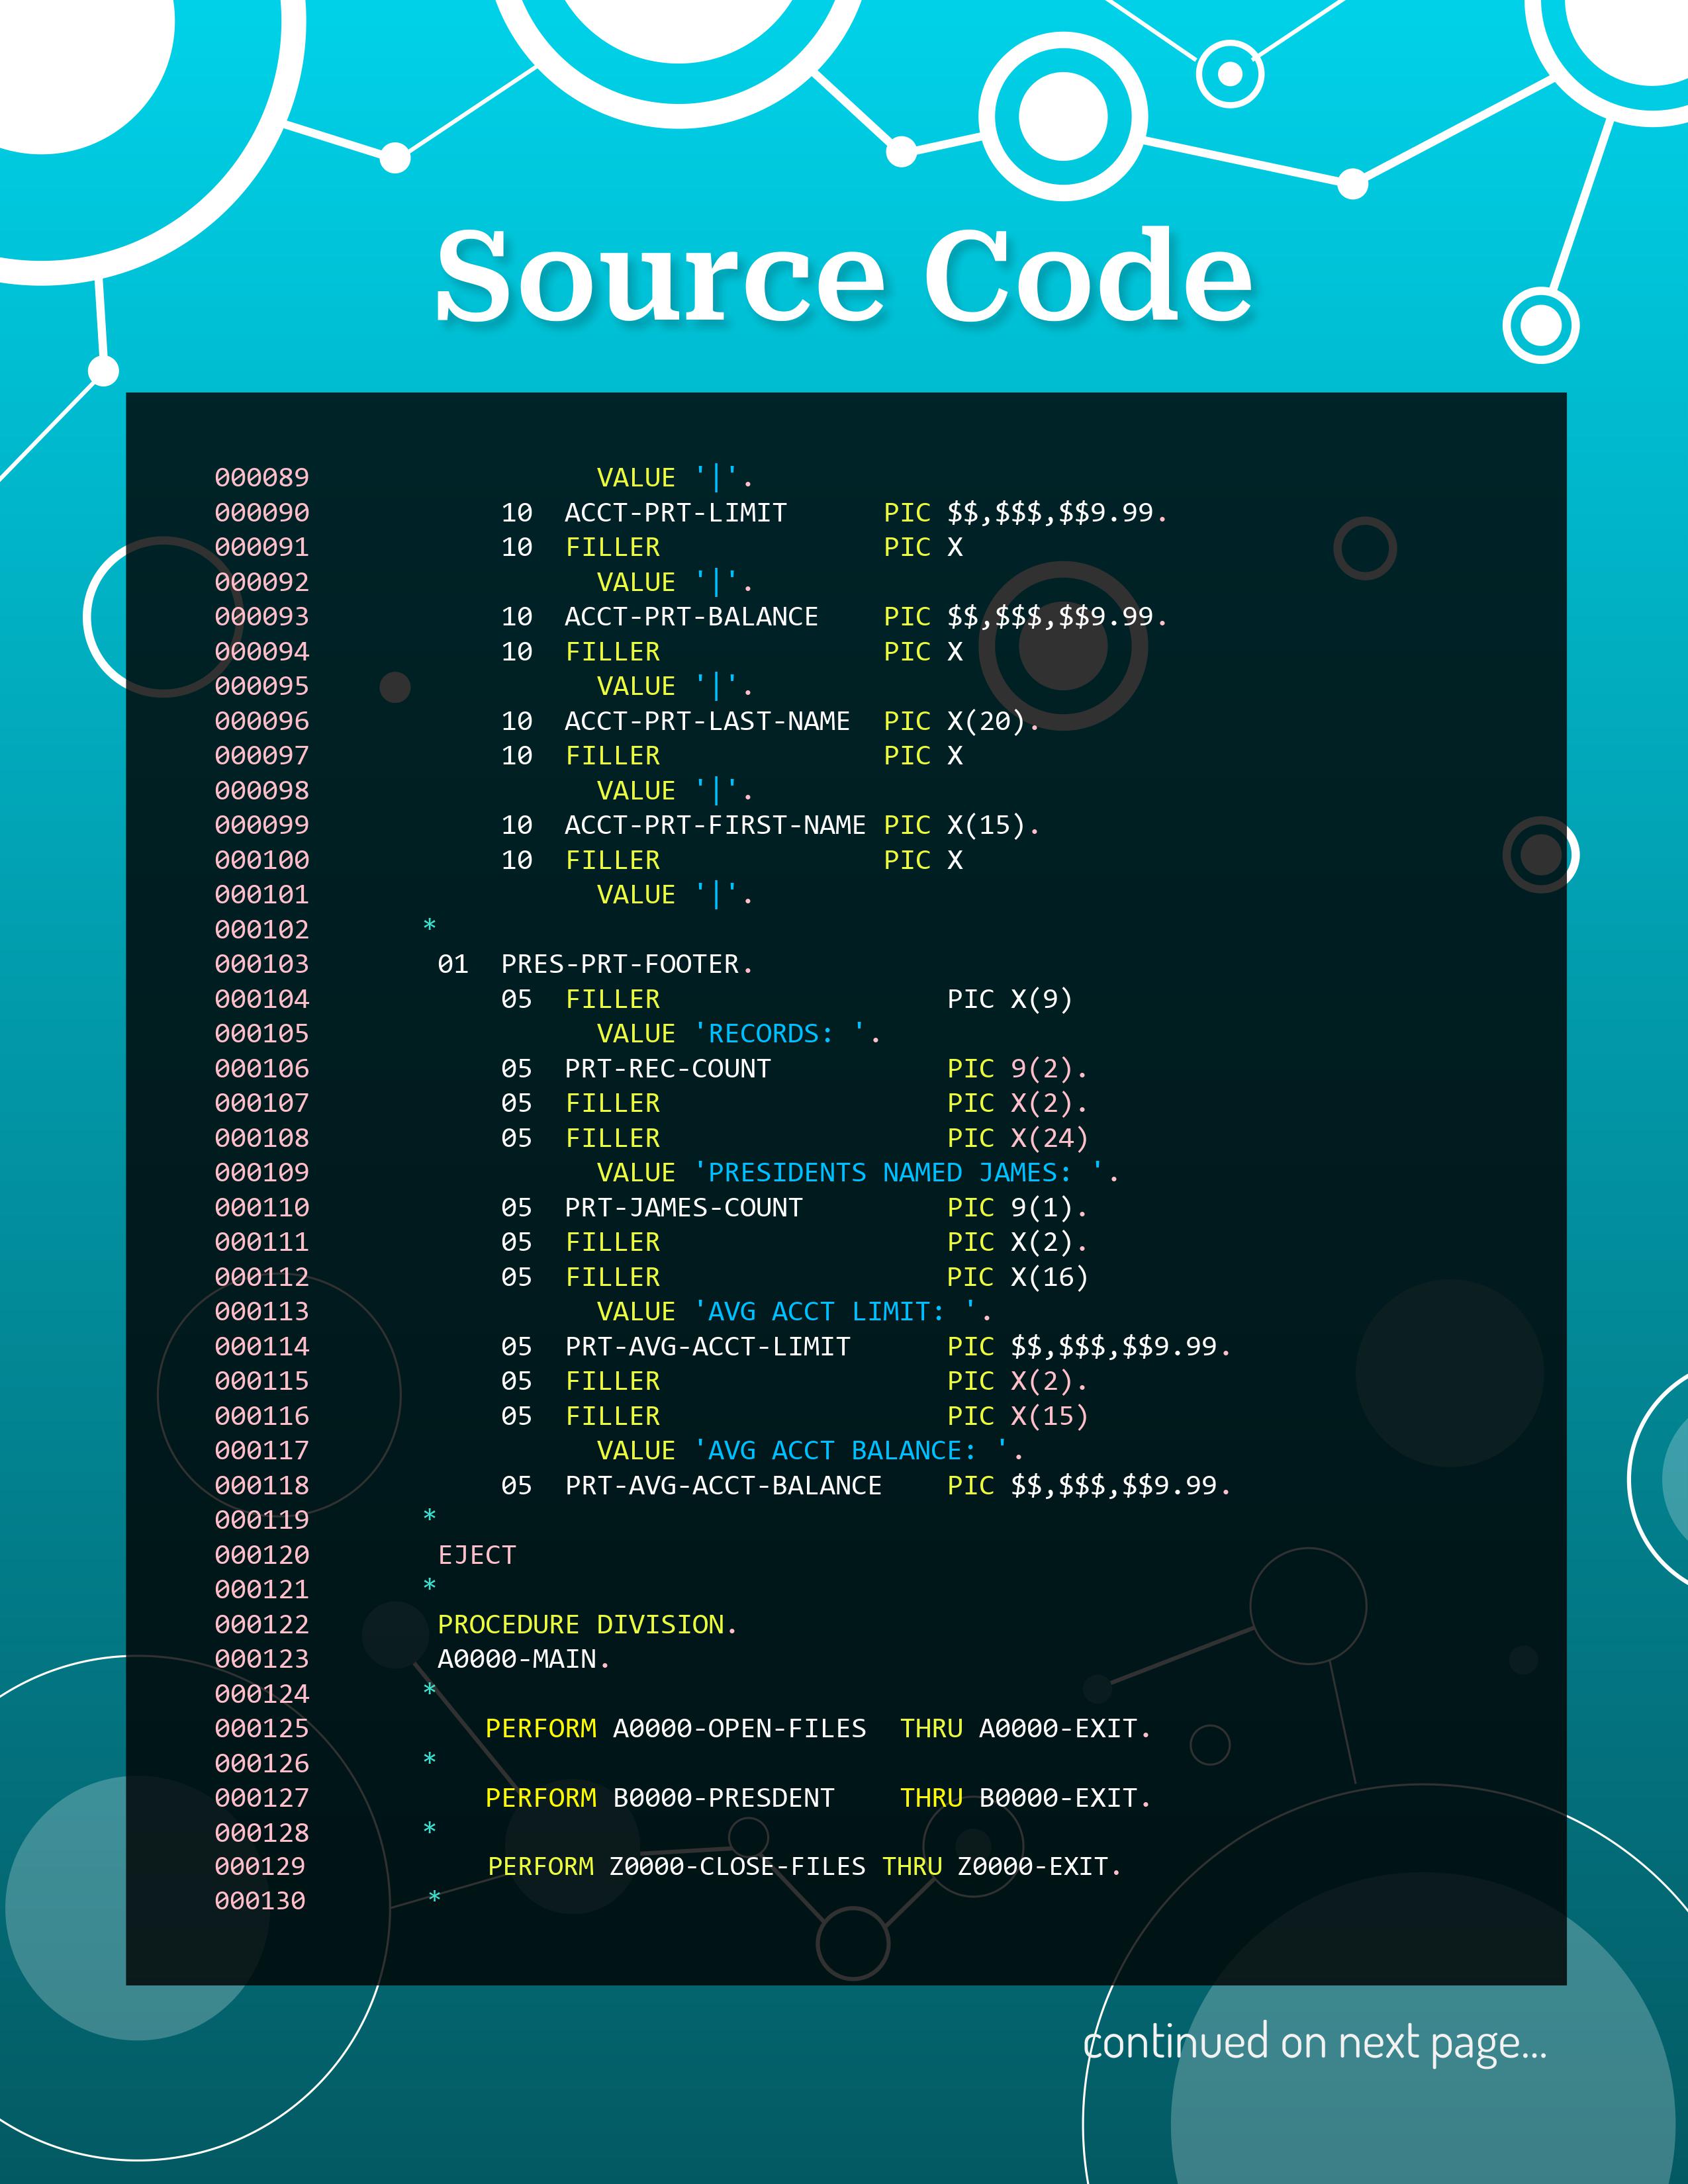 Source Code
000089                  VALUE '|'.
000090            10  ACCT-PRT-LIMIT      PIC $$,$$$,$$9.99.
000091            10  FILLER              PIC X
000092                  VALUE '|'.
000093            10  ACCT-PRT-BALANCE    PIC $$,$$$,$$9.99.
000094            10  FILLER              PIC X
000095                  VALUE '|'.
000096            10  ACCT-PRT-LAST-NAME  PIC X(20).
000097            10  FILLER              PIC X
000098                  VALUE '|'.
000099            10  ACCT-PRT-FIRST-NAME PIC X(15).
000100            10  FILLER              PIC X
000101                  VALUE '|'.
000102       *
000103        01  PRES-PRT-FOOTER.
000104            05  FILLER                  PIC X(9)
000105                  VALUE 'RECORDS: '.
000106            05  PRT-REC-COUNT           PIC 9(2).
000107            05  FILLER                  PIC X(2).
000108            05  FILLER                  PIC X(24)
000109                  VALUE 'PRESIDENTS NAMED JAMES: '.
000110            05  PRT-JAMES-COUNT         PIC 9(1).
000111            05  FILLER                  PIC X(2).
000112            05  FILLER                  PIC X(16)
000113                  VALUE 'AVG ACCT LIMIT: '.
000114            05  PRT-AVG-ACCT-LIMIT      PIC $$,$$$,$$9.99.
000115            05  FILLER                  PIC X(2).
000116            05  FILLER                  PIC X(15)
000117                  VALUE 'AVG ACCT BALANCE: '.
000118            05  PRT-AVG-ACCT-BALANCE    PIC $$,$$$,$$9.99.
000119       *
000120        EJECT
000121       *
000122        PROCEDURE DIVISION.
000123        A0000-MAIN.
000124       *
000125           PERFORM A0000-OPEN-FILES  THRU A0000-EXIT.
000126       *
000127           PERFORM B0000-PRESDENT    THRU B0000-EXIT.
000128       *
000129           PERFORM Z0000-CLOSE-FILES THRU Z0000-EXIT.
000130       *
continued on next page...